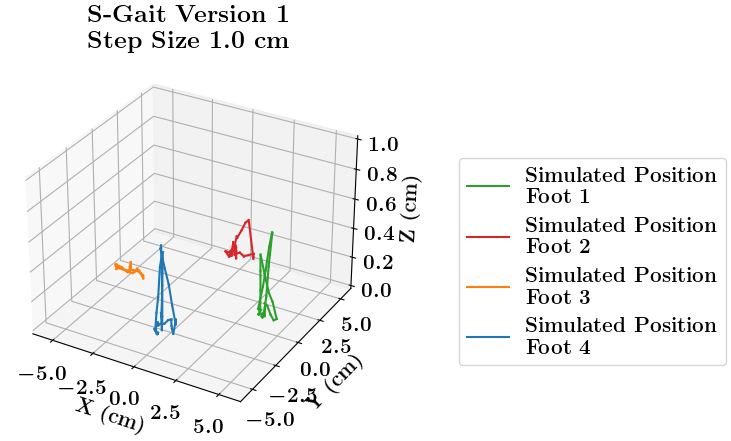 S-Gait Version 1
Step Size 1.0 cm
1.0
0.8
0.6
0.4
0.2
0.0
Z (cm)
−5.0
−2.5
0.0
2.5
5.0
X (cm)
5.0
2.5
0.0
−2.5
−5.0
Y (cm)
Simulated Position
Foot 1
Simulated Position
Foot 2
Simulated Position
Foot 3
Simulated Position
Foot 4